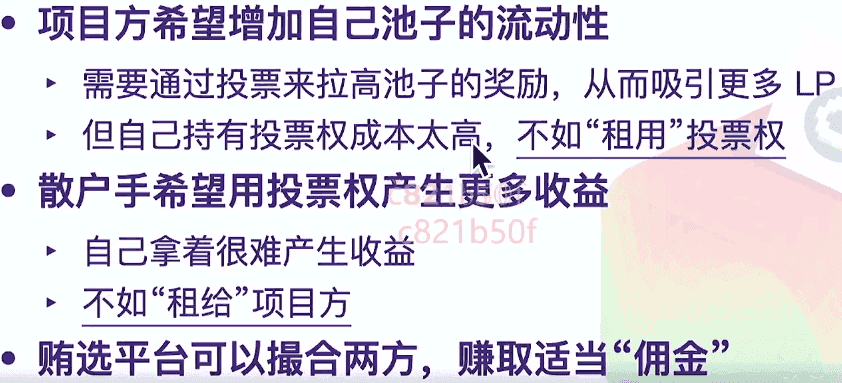 • 项目方希望增加自己池子的流动性
‣ 需要通过投票来拉高池子的奖励，从而吸引更多 LP
‣ 但自己持有投票权成本太高，不如“租用”投票权
• 散户手希望用投票权产生更多收益
c821b50f
c821b50f
‣ 自己拿着很难产生收益
‣ 不如“租给”项目方
• 贿选平台可以撮合两方，赚取适当“佣金”